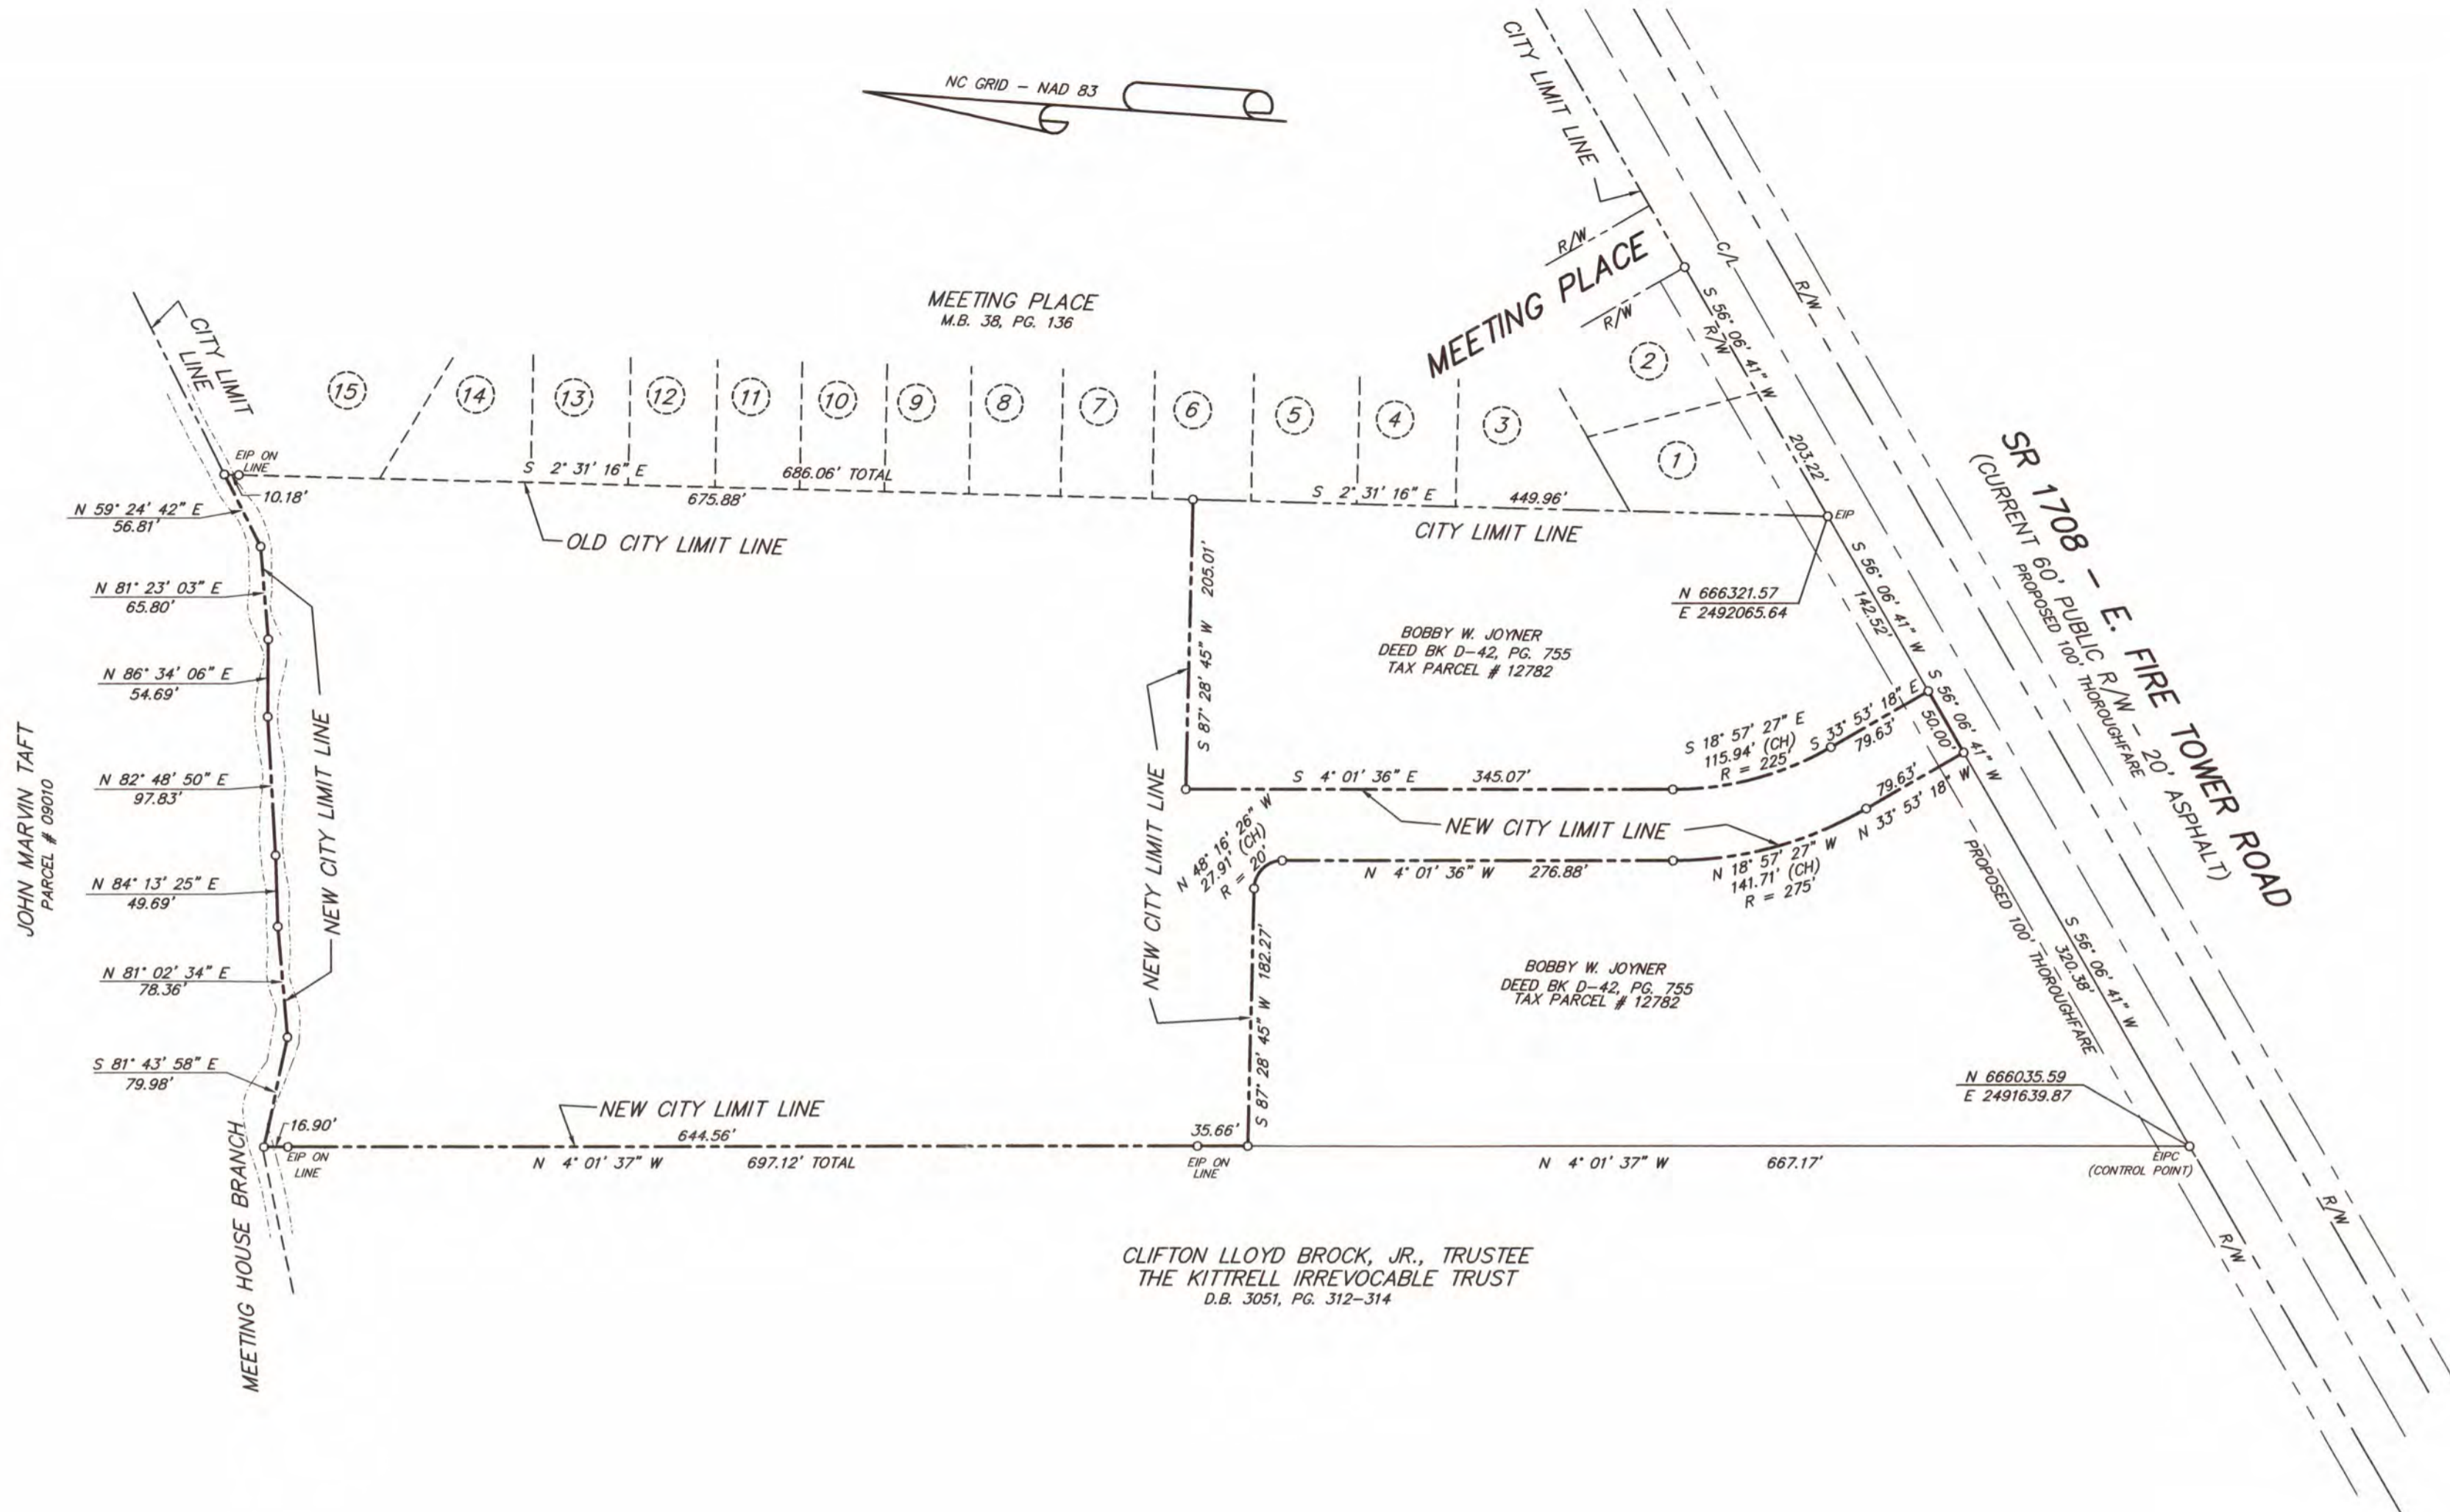 NC GRID – NAD 83
CITY LIMIT LINE
R/W
MEETING PLACE
R/W
C/L
R/W
MEETING PLACE
M.B. 38, PG. 136
CITY LIMIT
LINE
15
14
13
12
11
10
9
8
7
6
5
4
3
2
1
S 56° 06' 41" W
R/W
203.22'
EIP ON
LINE
10.18'
S 2° 31' 16" E
686.06' TOTAL
675.88'
OLD CITY LIMIT LINE
S 2° 31' 16" E
449.96'
CITY LIMIT LINE
EIP
N 666321.57
E 2492065.64
S 56° 06' 41" W
142.52'
SR 1708 – E. FIRE TOWER ROAD
(CURRENT 60' PUBLIC R/W – 20' ASPHALT)
PROPOSED 100' THOROUGHFARE
N 59° 24' 42" E
56.81'
N 81° 23' 03" E
65.80'
N 86° 34' 06" E
54.69'
N 82° 48' 50" E
97.83'
N 84° 13' 25" E
49.69'
N 81° 02' 34" E
78.36'
S 81° 43' 58" E
79.98'
JOHN MARVIN TAFT
PARCEL # 09010
NEW CITY LIMIT LINE
S 87° 28' 45" W 205.01'
NEW CITY LIMIT LINE
BOBBY W. JOYNER
DEED BK D–42, PG. 755
TAX PARCEL # 12782
S 4° 01' 36" E
345.07'
S 18° 57' 27" E
115.94' (CH)
R = 225'
S 33° 53' 18" E
79.63'
S 56° 06' 41" W
50.00'
NEW CITY LIMIT LINE
N 48° 16' 26" W
27.91' (CH)
R = 20'
N 4° 01' 36" W
276.88'
N 18° 57' 27" W
141.71' (CH)
R = 275'
79.63'
N 33° 53' 18" W
PROPOSED 100' THOROUGHFARE
S 56° 06' 41" W
320.38'
S 87° 28' 45" W 182.27'
BOBBY W. JOYNER
DEED BK D–42, PG. 755
TAX PARCEL # 12782
N 666035.59
E 2491639.87
NEW CITY LIMIT LINE
16.90'
EIP ON
LINE
644.56'
N 4° 01' 37" W
697.12' TOTAL
35.66'
EIP ON
LINE
N 4° 01' 37" W
667.17'
EIPC
(CONTROL POINT)
R/W
R/W
MEETING HOUSE BRANCH
CLIFTON LLOYD BROCK, JR., TRUSTEE
THE KITTRELL IRREVOCABLE TRUST
D.B. 3051, PG. 312–314